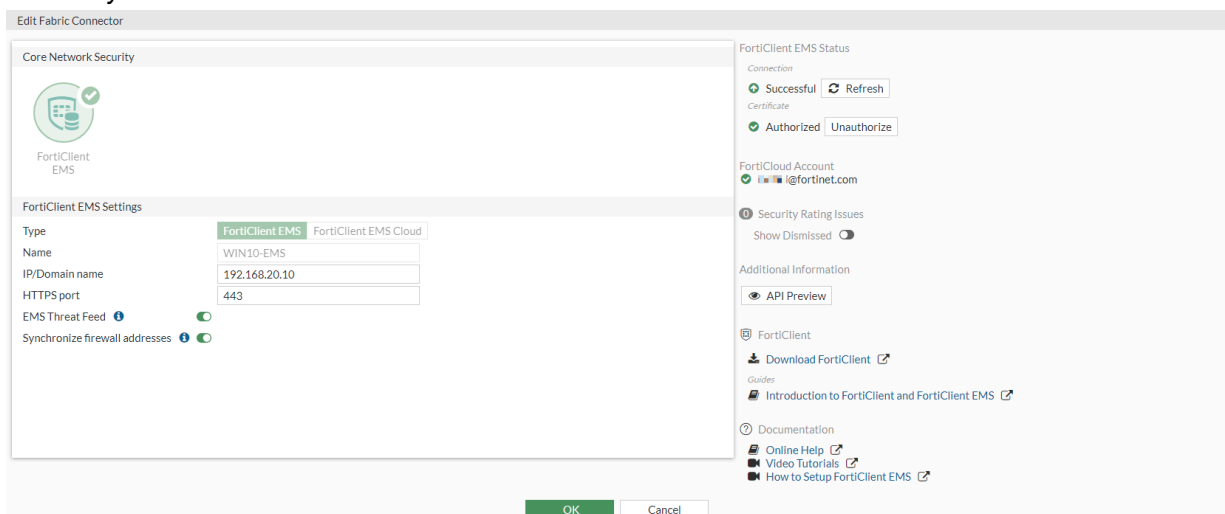 Edit Fabric Connector
Core Network Security
FortiClient
EMS
FortiClient EMS Settings
Type FortiClient EMS FortiClient EMS Cloud
Name WIN10-EMS
IP/Domain name 192.168.20.10
HTTPS port 443
EMS Threat Feed
Synchronize firewall addresses
FortiClient EMS Status
Connection
Successful Refresh
Certificate
Authorized Unauthorize
FortiCloud Account
@fortinet.com
0 Security Rating Issues
Show Dismissed
Additional Information
API Preview
FortiClient
Download FortiClient
Guides
Introduction to FortiClient and FortiClient EMS
Documentation
Online Help
Video Tutorials
How to Setup FortiClient EMS
OK Cancel